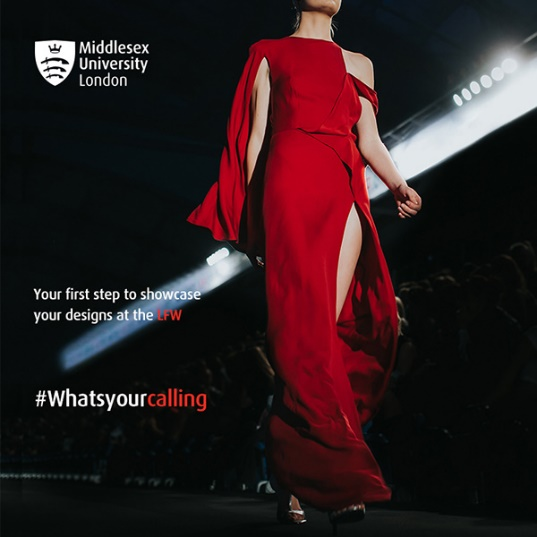 Middlesex
University
London
Your first step to showcase
your designs at the LFW
#Whatsyourcalling